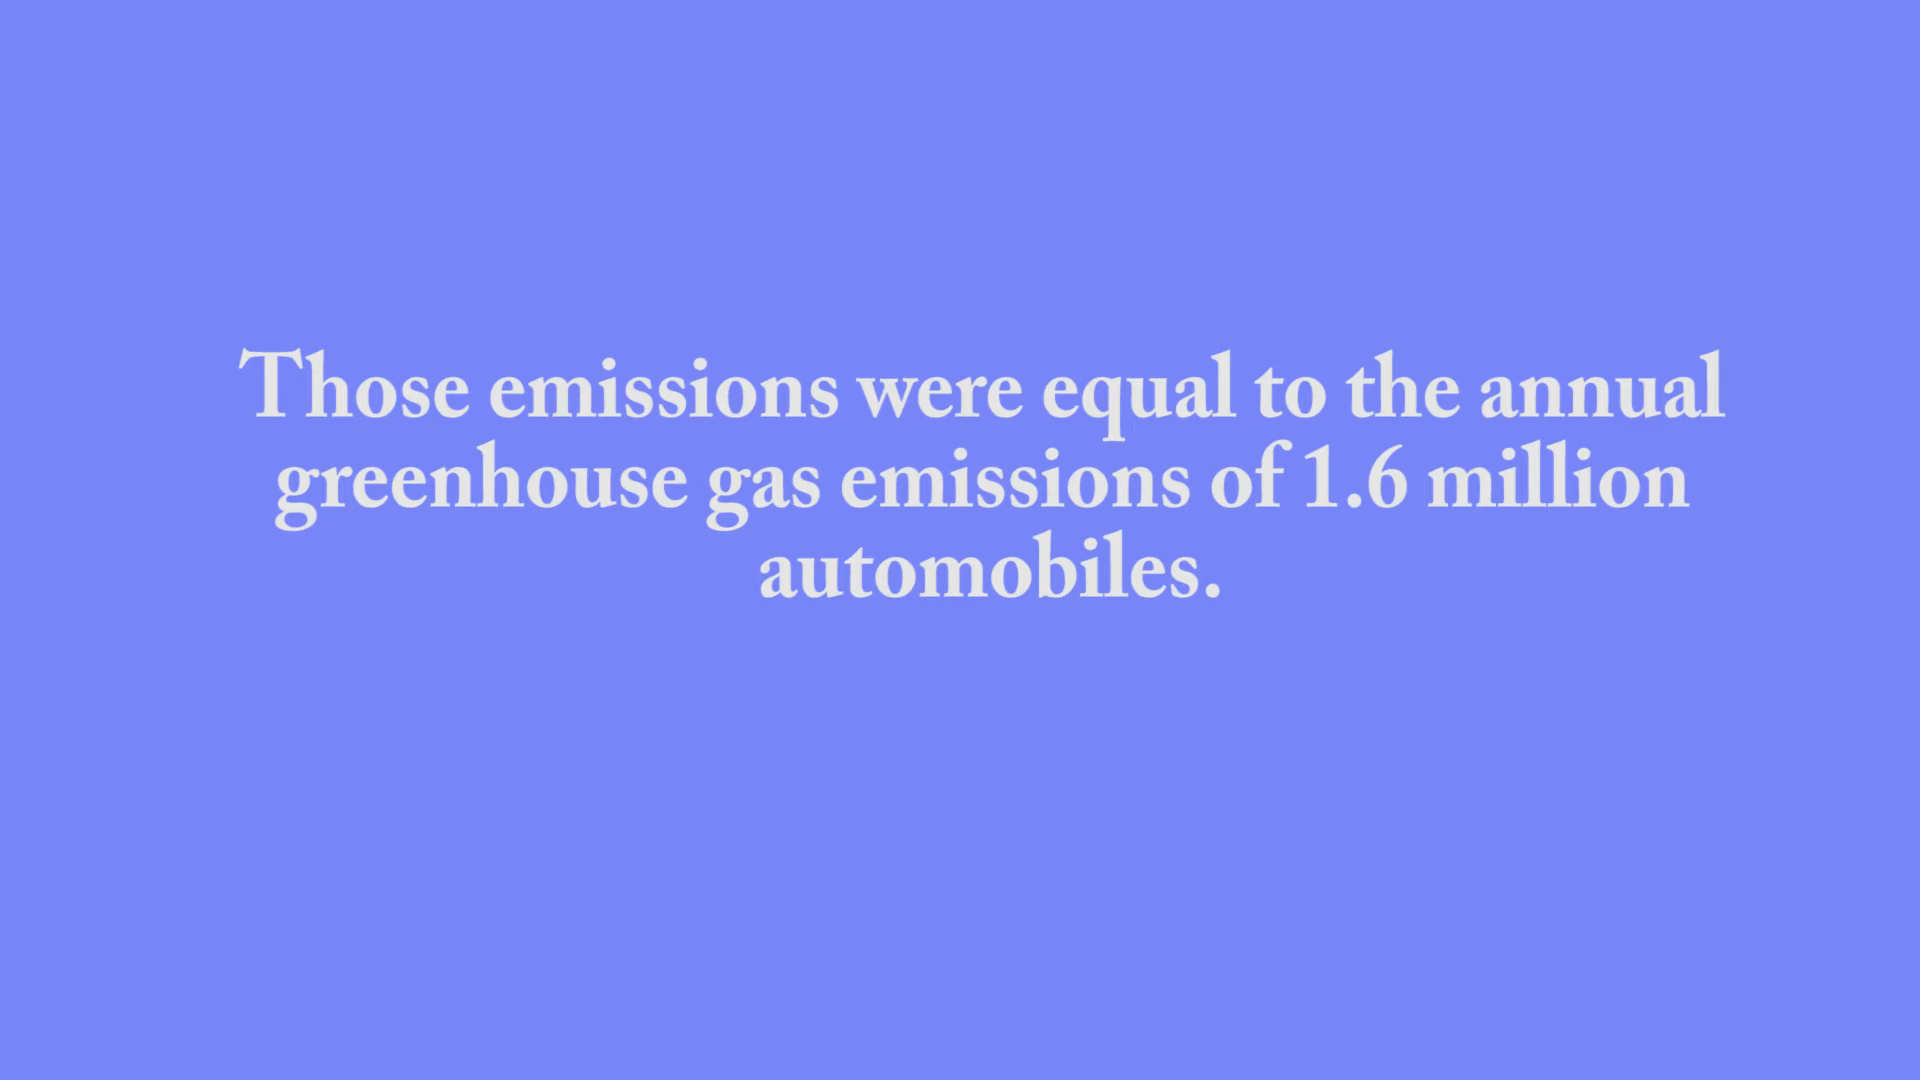 Those emissions were equal to the annual
greenhouse gas emissions of 1.6 million
automobiles.